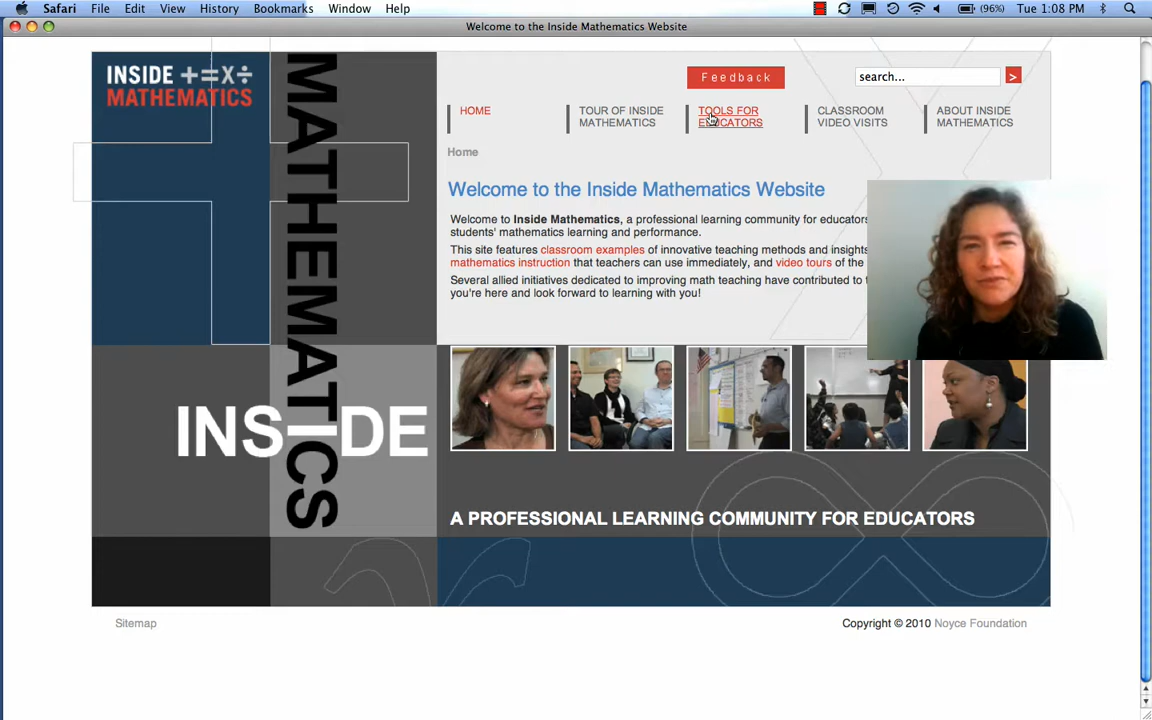 Safari File Edit View History Bookmarks Window Help (96%) Tue 1:08 PM
Welcome to the Inside Mathematics Website
INSIDE +=X÷
MATHEMATICS
MATHEMATICS
INSIDE
Feedback
search...
>
HOME
TOUR OF INSIDE
MATHEMATICS
TOOLS FOR
EDUCATORS
CLASSROOM
VIDEO VISITS
ABOUT INSIDE
MATHEMATICS
Home
Welcome to the Inside Mathematics Website
Welcome to Inside Mathematics, a professional learning community for educators
students' mathematics learning and performance.
This site features classroom examples of innovative teaching methods and insights
mathematics instruction that teachers can use immediately, and video tours of the
Several allied initiatives dedicated to improving math teaching have contributed to
you're here and look forward to learning with you!
A PROFESSIONAL LEARNING COMMUNITY FOR EDUCATORS
Sitemap
Copyright © 2010 Noyce Foundation